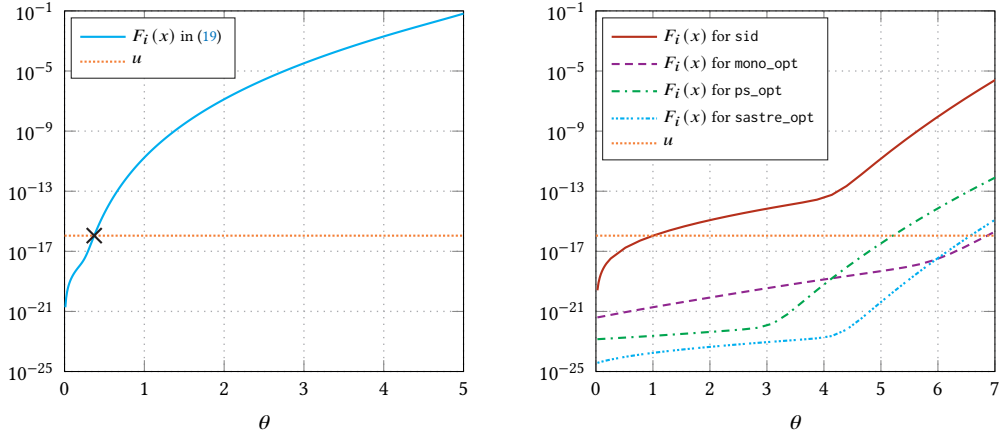 10⁻¹
10⁻⁵
10⁻⁹
10⁻¹³
10⁻¹⁷
10⁻²¹
10⁻²⁵
0 1 2 3 4 5
θ
F_i(x) in (19)
u
10⁻¹
10⁻⁵
10⁻⁹
10⁻¹³
10⁻¹⁷
10⁻²¹
10⁻²⁵
0 1 2 3 4 5 6 7
θ
F_i(x) for sid
F_i(x) for mono_opt
F_i(x) for ps_opt
F_i(x) for sastre_opt
u